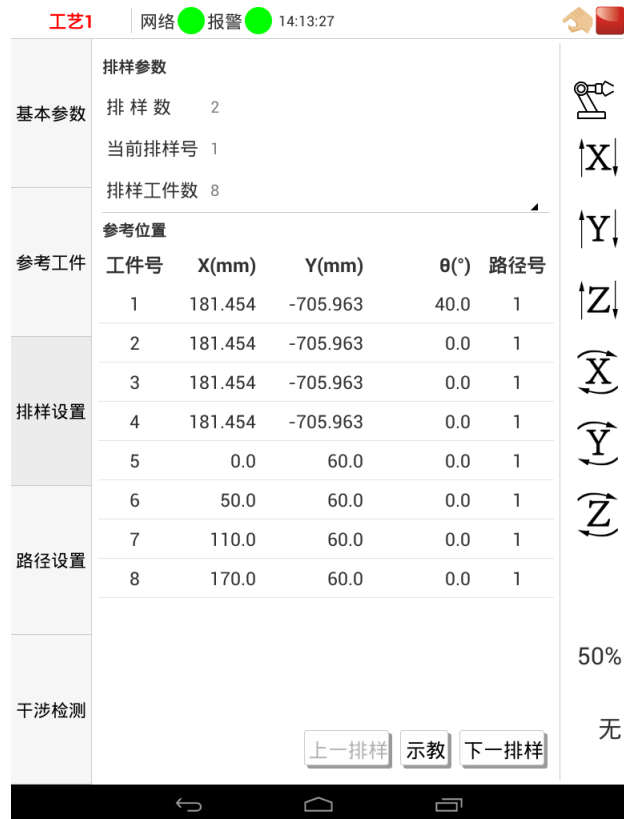 工艺1 网络 报警 14:13:27
排样参数
基本参数 排 样 数 2
当前排样号 1
排样工件数 8
参考位置
参考工件 工件号 X(mm) Y(mm) θ(°) 路径号
1 181.454 -705.963 40.0 1
2 181.454 -705.963 0.0 1
3 181.454 -705.963 0.0 1
排样设置 4 181.454 -705.963 0.0 1
5 0.0 60.0 0.0 1
6 50.0 60.0 0.0 1
路径设置 7 110.0 60.0 0.0 1
8 170.0 60.0 0.0 1
干涉检测
上一排样 示教 下一排样
X
Y
Z
X
Y
Z
50%
无